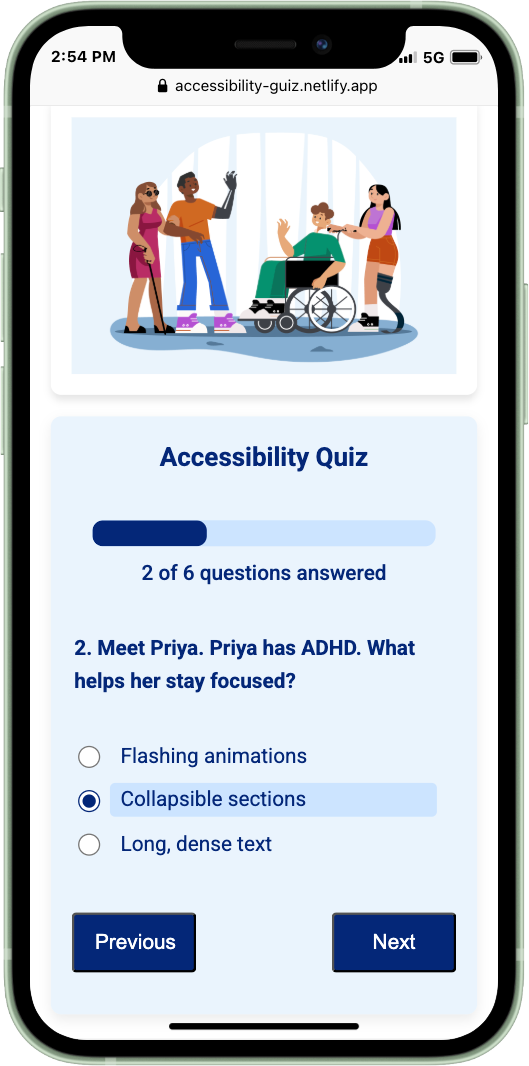 2:54 PM
5G
accessibility-quiz.netlify.app
Accessibility Quiz
2 of 6 questions answered
2. Meet Priya. Priya has ADHD. What
helps her stay focused?
Flashing animations
Collapsible sections
Long, dense text
Previous
Next